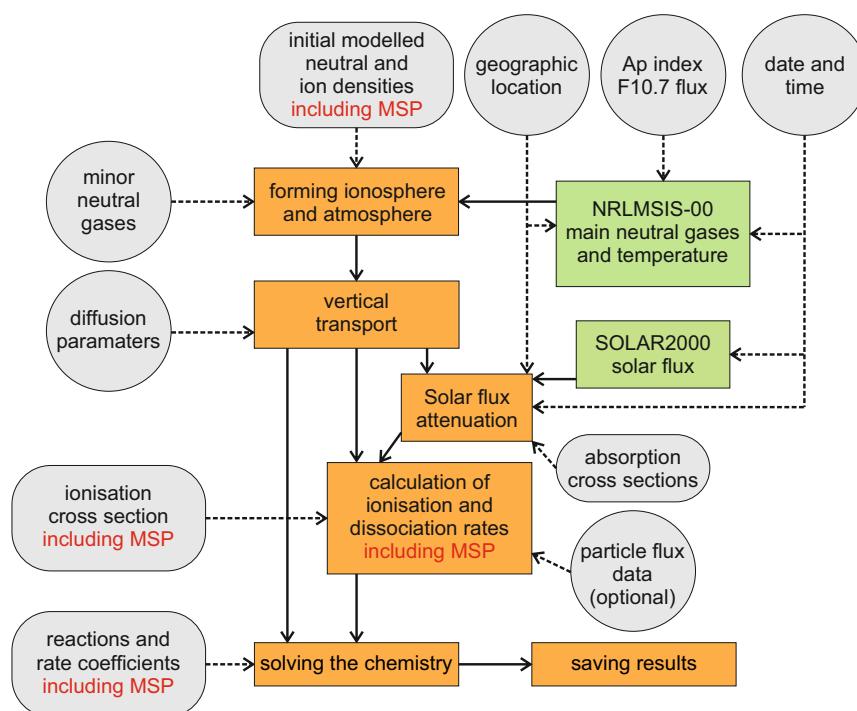 initial modelled
neutral and
ion densities
including MSP
geographic
location
Ap index
F10.7 flux
date and
time
minor
neutral
gases
forming ionosphere
and atmosphere
NRLMSIS-00
main neutral gases
and temperature
diffusion
paramaters
vertical
transport
SOLAR2000
solar flux
Solar flux
attenuation
absorption
cross sections
ionisation
cross section
including MSP
calculation of
ionisation and
dissociation rates
including MSP
particle flux
data
(optional)
reactions and
rate coefficients
including MSP
solving the chemistry
saving results